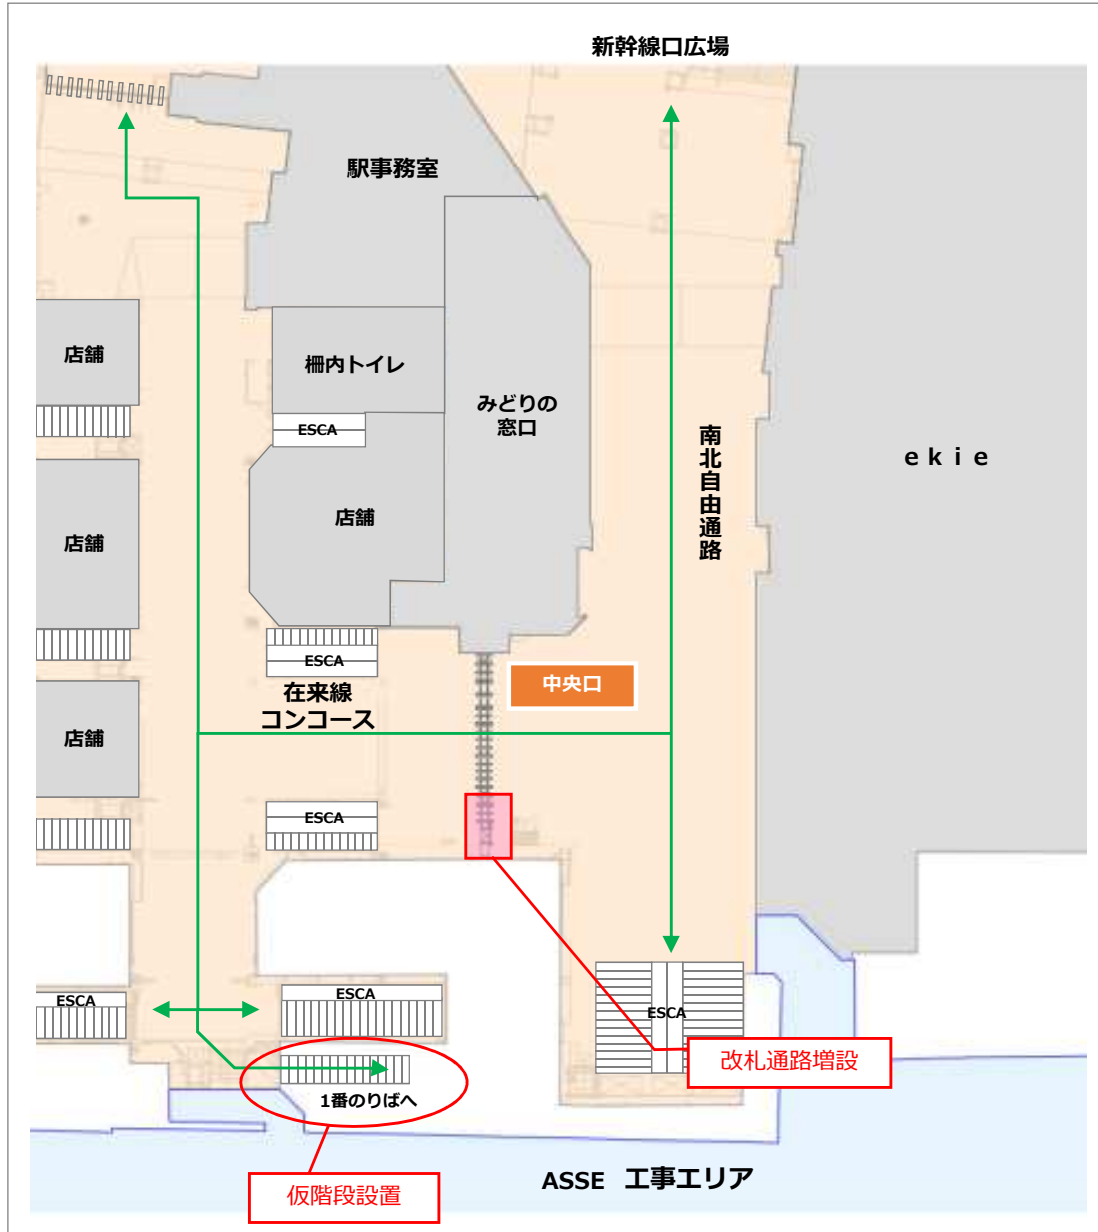 新幹線口広場
駅事務室
店舗
柵内トイレ
みどりの
窓口
ESCA
南北自由通路
ｅｋｉｅ
店舗
店舗
ESCA
中央口
在来線
コンコース
店舗
ESCA
ESCA
ESCA
ESCA
改札通路増設
1番のりばへ
仮階段設置
ASSE 工事エリア